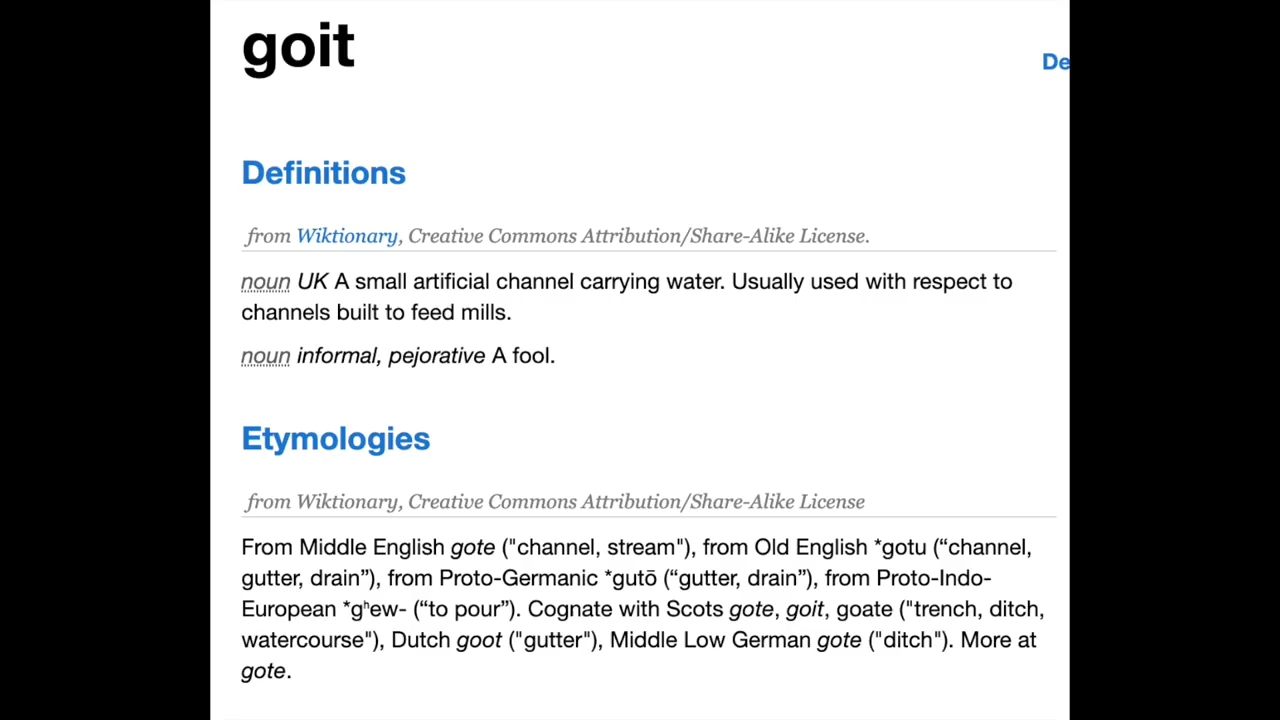 goit
De
Definitions
from Wiktionary, Creative Commons Attribution/Share-Alike License.
noun UK A small artificial channel carrying water. Usually used with respect to
channels built to feed mills.
noun informal, pejorative A fool.
Etymologies
from Wiktionary, Creative Commons Attribution/Share-Alike License
From Middle English gote ("channel, stream"), from Old English *gotu (“channel,
gutter, drain”), from Proto-Germanic *gutō (“gutter, drain”), from Proto-Indo-
European *gʰew- (“to pour”). Cognate with Scots gote, goit, goate ("trench, ditch,
watercourse"), Dutch goot ("gutter"), Middle Low German gote ("ditch"). More at
gote.